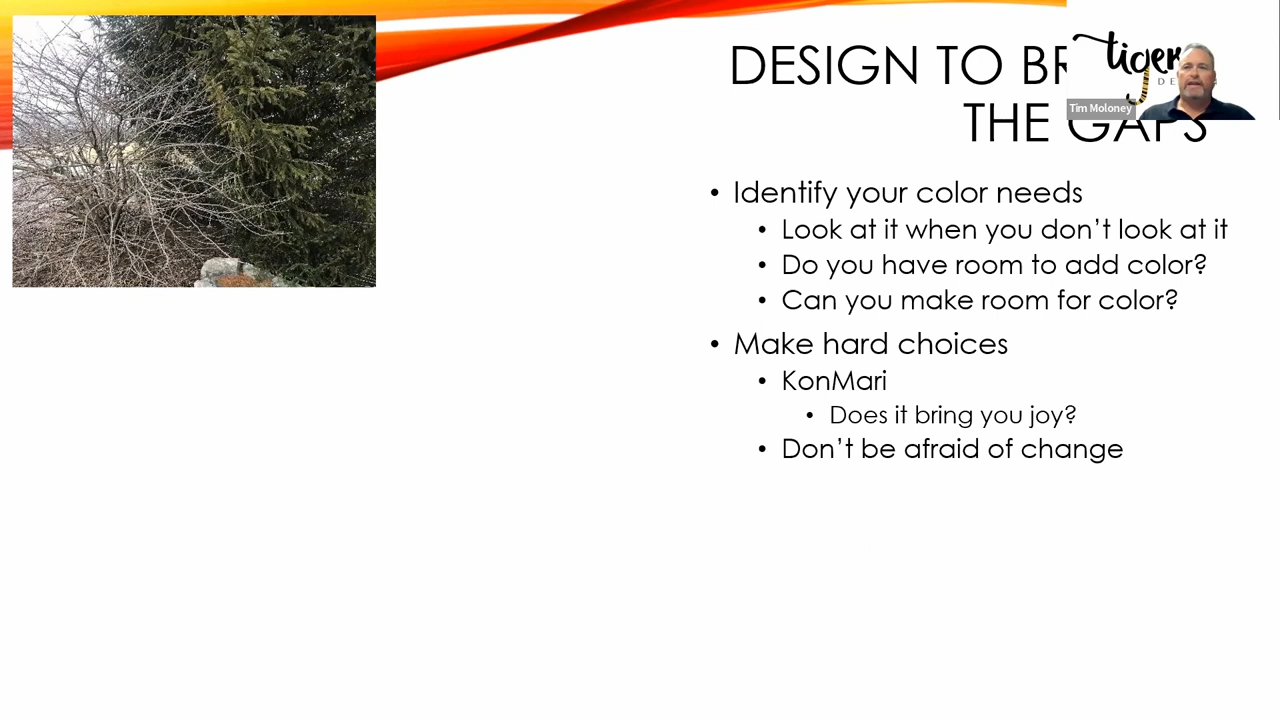 DESIGN TO
THE GAPS
tiger
DE
Tim Moloney
• Identify your color needs
• Look at it when you don’t look at it
• Do you have room to add color?
• Can you make room for color?
• Make hard choices
• KonMari
• Does it bring you joy?
• Don’t be afraid of change